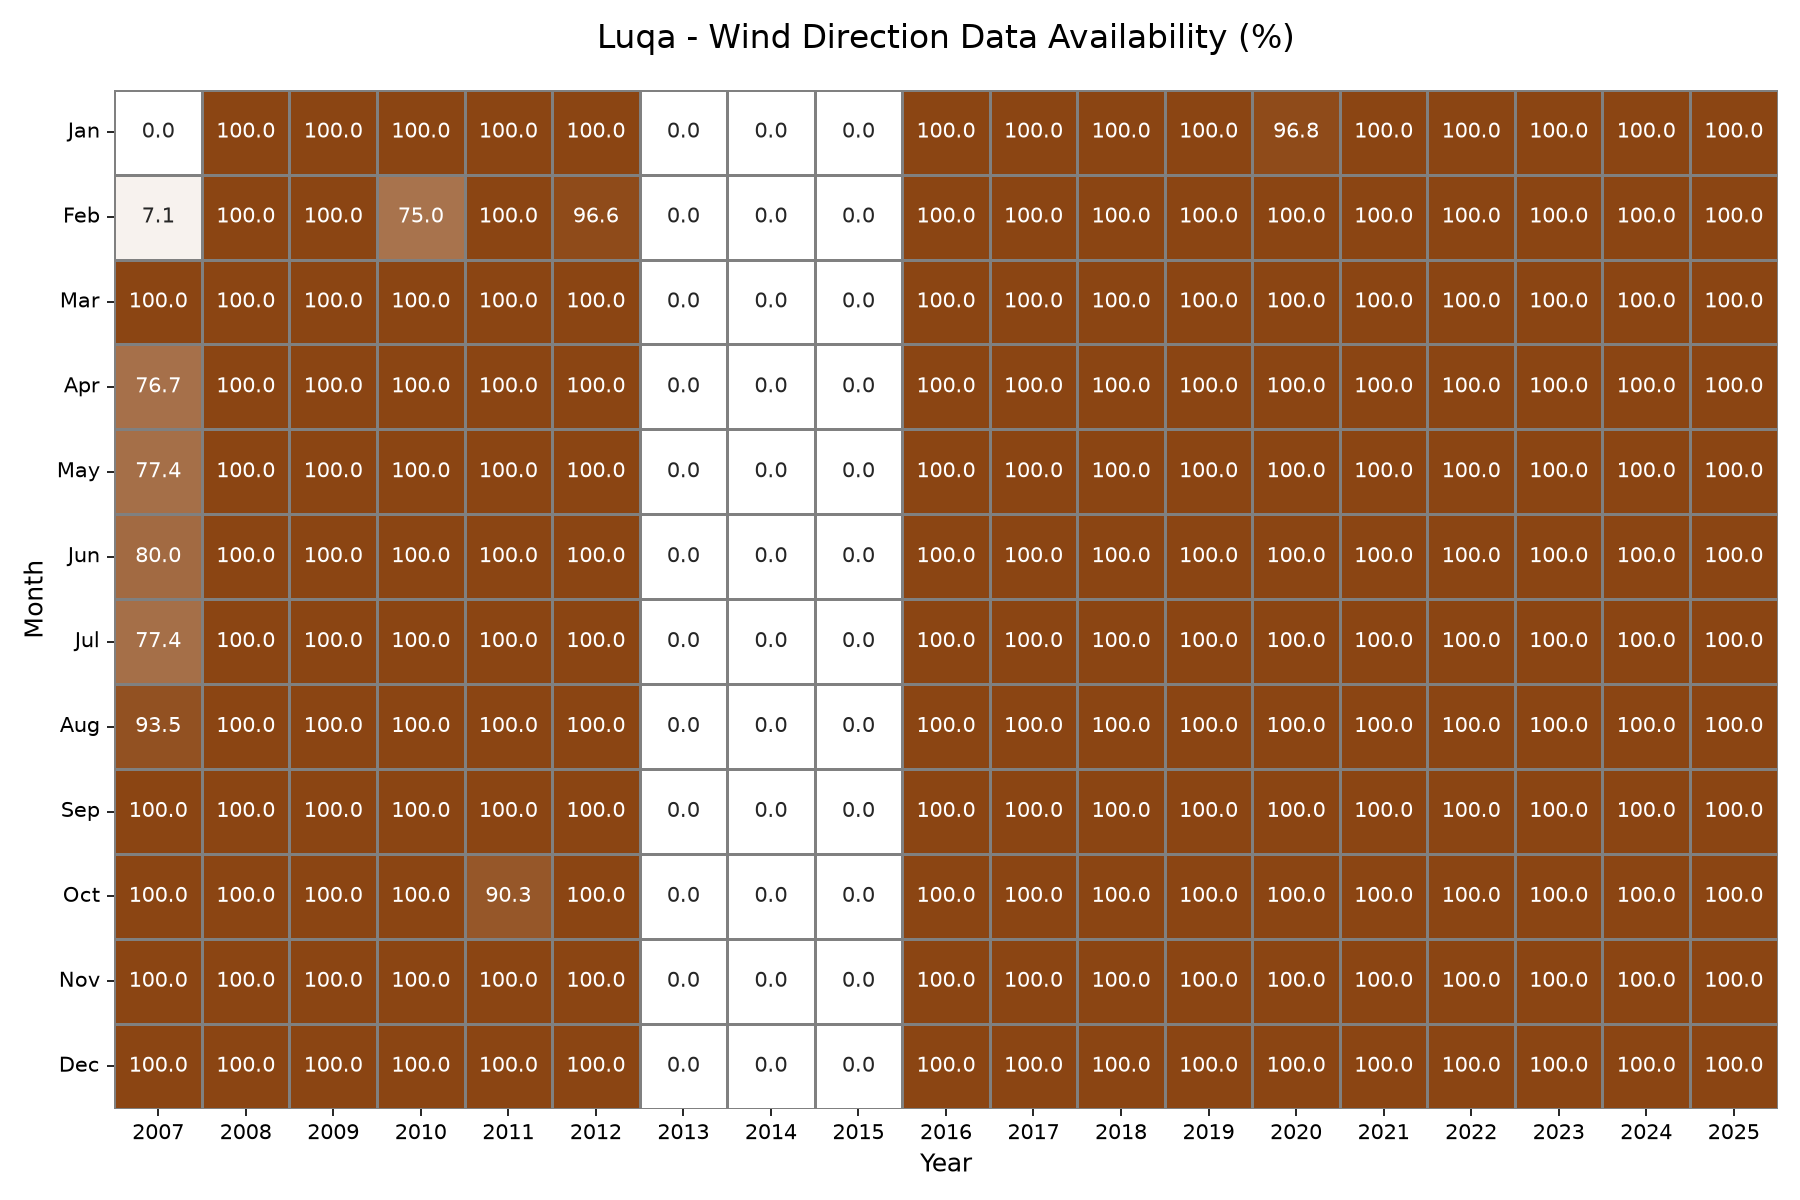 Luqa - Wind Direction Data Availability (%)
Jan 0.0 100.0 100.0 100.0 100.0 100.0 0.0 0.0 0.0 100.0 100.0 100.0 100.0 96.8 100.0 100.0 100.0 100.0 100.0
Feb 7.1 100.0 100.0 75.0 100.0 96.6 0.0 0.0 0.0 100.0 100.0 100.0 100.0 100.0 100.0 100.0 100.0 100.0 100.0
Mar 100.0 100.0 100.0 100.0 100.0 100.0 0.0 0.0 0.0 100.0 100.0 100.0 100.0 100.0 100.0 100.0 100.0 100.0 100.0
Apr 76.7 100.0 100.0 100.0 100.0 100.0 0.0 0.0 0.0 100.0 100.0 100.0 100.0 100.0 100.0 100.0 100.0 100.0 100.0
May 77.4 100.0 100.0 100.0 100.0 100.0 0.0 0.0 0.0 100.0 100.0 100.0 100.0 100.0 100.0 100.0 100.0 100.0 100.0
Jun 80.0 100.0 100.0 100.0 100.0 100.0 0.0 0.0 0.0 100.0 100.0 100.0 100.0 100.0 100.0 100.0 100.0 100.0 100.0
Month
Jul 77.4 100.0 100.0 100.0 100.0 100.0 0.0 0.0 0.0 100.0 100.0 100.0 100.0 100.0 100.0 100.0 100.0 100.0 100.0
Aug 93.5 100.0 100.0 100.0 100.0 100.0 0.0 0.0 0.0 100.0 100.0 100.0 100.0 100.0 100.0 100.0 100.0 100.0 100.0
Sep 100.0 100.0 100.0 100.0 100.0 100.0 0.0 0.0 0.0 100.0 100.0 100.0 100.0 100.0 100.0 100.0 100.0 100.0 100.0
Oct 100.0 100.0 100.0 100.0 90.3 100.0 0.0 0.0 0.0 100.0 100.0 100.0 100.0 100.0 100.0 100.0 100.0 100.0 100.0
Nov 100.0 100.0 100.0 100.0 100.0 100.0 0.0 0.0 0.0 100.0 100.0 100.0 100.0 100.0 100.0 100.0 100.0 100.0 100.0
Dec 100.0 100.0 100.0 100.0 100.0 100.0 0.0 0.0 0.0 100.0 100.0 100.0 100.0 100.0 100.0 100.0 100.0 100.0 100.0
2007 2008 2009 2010 2011 2012 2013 2014 2015 2016 2017 2018 2019 2020 2021 2022 2023 2024 2025
Year